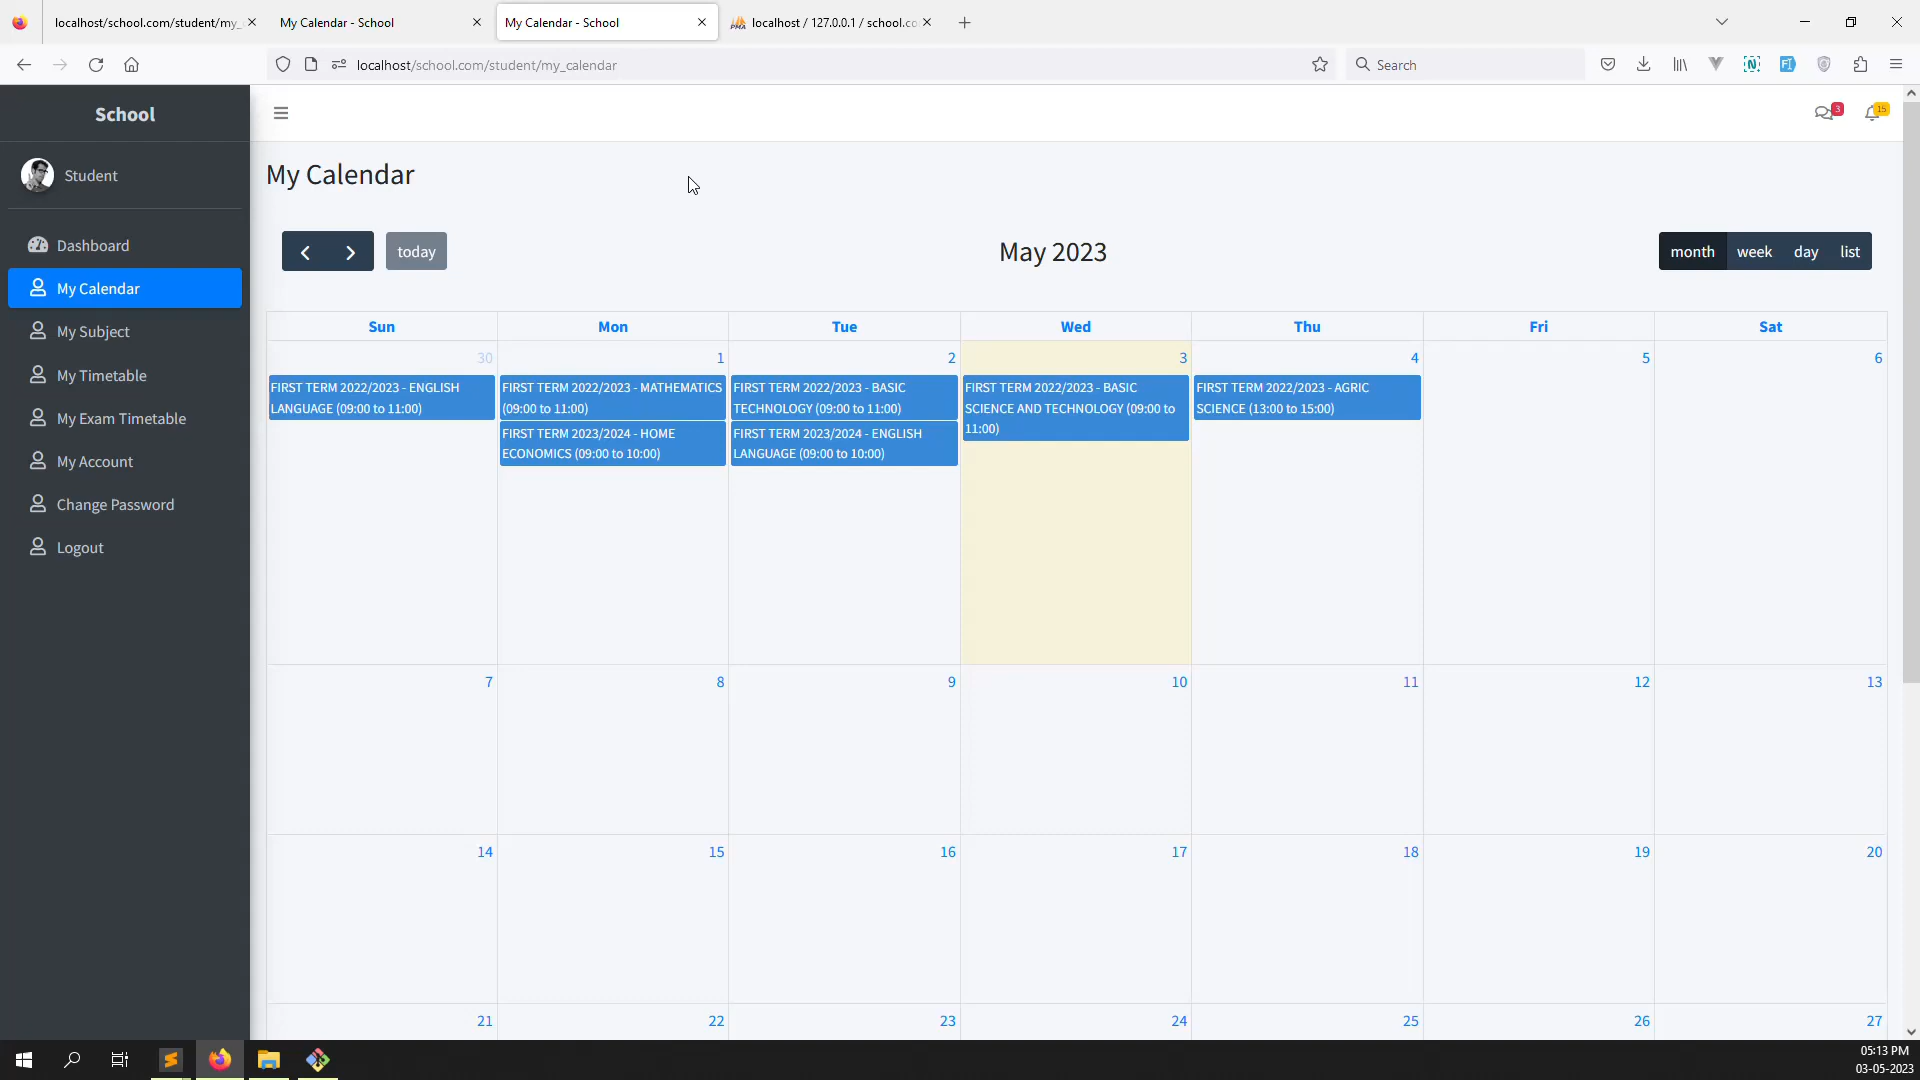 localhost/school.com/student/my_
My Calendar - School
My Calendar - School
localhost / 127.0.0.1 / school.co
localhost/school.com/student/my_calendar
Search
School
3
15
Student
My Calendar
Dashboard
My Calendar
My Subject
My Timetable
My Exam Timetable
My Account
Change Password
Logout
today
May 2023
month week day list
Sun Mon Tue Wed Thu Fri Sat
30 1 2 3 4 5 6
FIRST TERM 2022/2023 - ENGLISH
LANGUAGE (09:00 to 11:00)
FIRST TERM 2022/2023 - MATHEMATICS
(09:00 to 11:00)
FIRST TERM 2023/2024 - HOME
ECONOMICS (09:00 to 10:00)
FIRST TERM 2022/2023 - BASIC
TECHNOLOGY (09:00 to 11:00)
FIRST TERM 2023/2024 - ENGLISH
LANGUAGE (09:00 to 10:00)
FIRST TERM 2022/2023 - BASIC
SCIENCE AND TECHNOLOGY (09:00 to
11:00)
FIRST TERM 2022/2023 - AGRIC
SCIENCE (13:00 to 15:00)
7 8 9 10 11 12 13
14 15 16 17 18 19 20
21 22 23 24 25 26 27
05:13 PM
03-05-2023